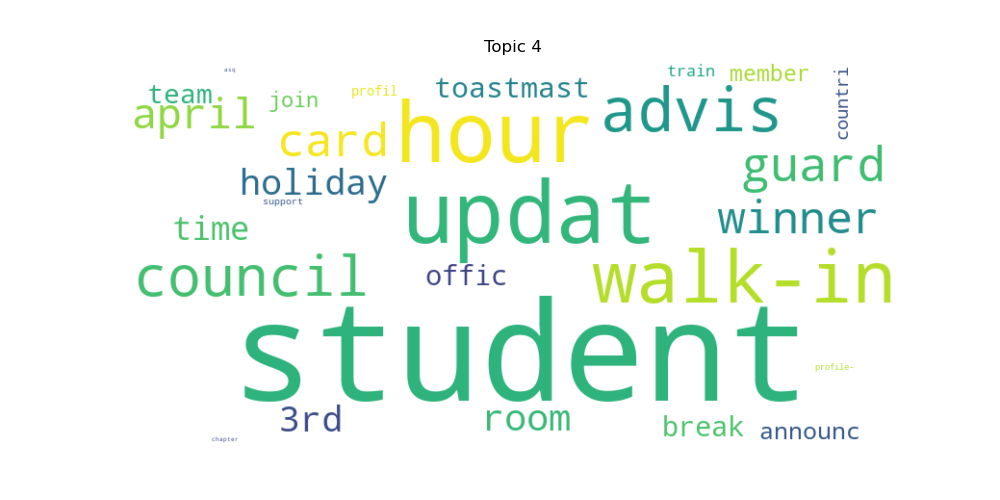 Topic 4
asq
team
april
join
profil
toastmast
train
member
countri
card
hour
advis
holiday
support
guard
time
updat
winner
council
offic
walk-in
student
profile-
3rd
room
break
announc
chapter